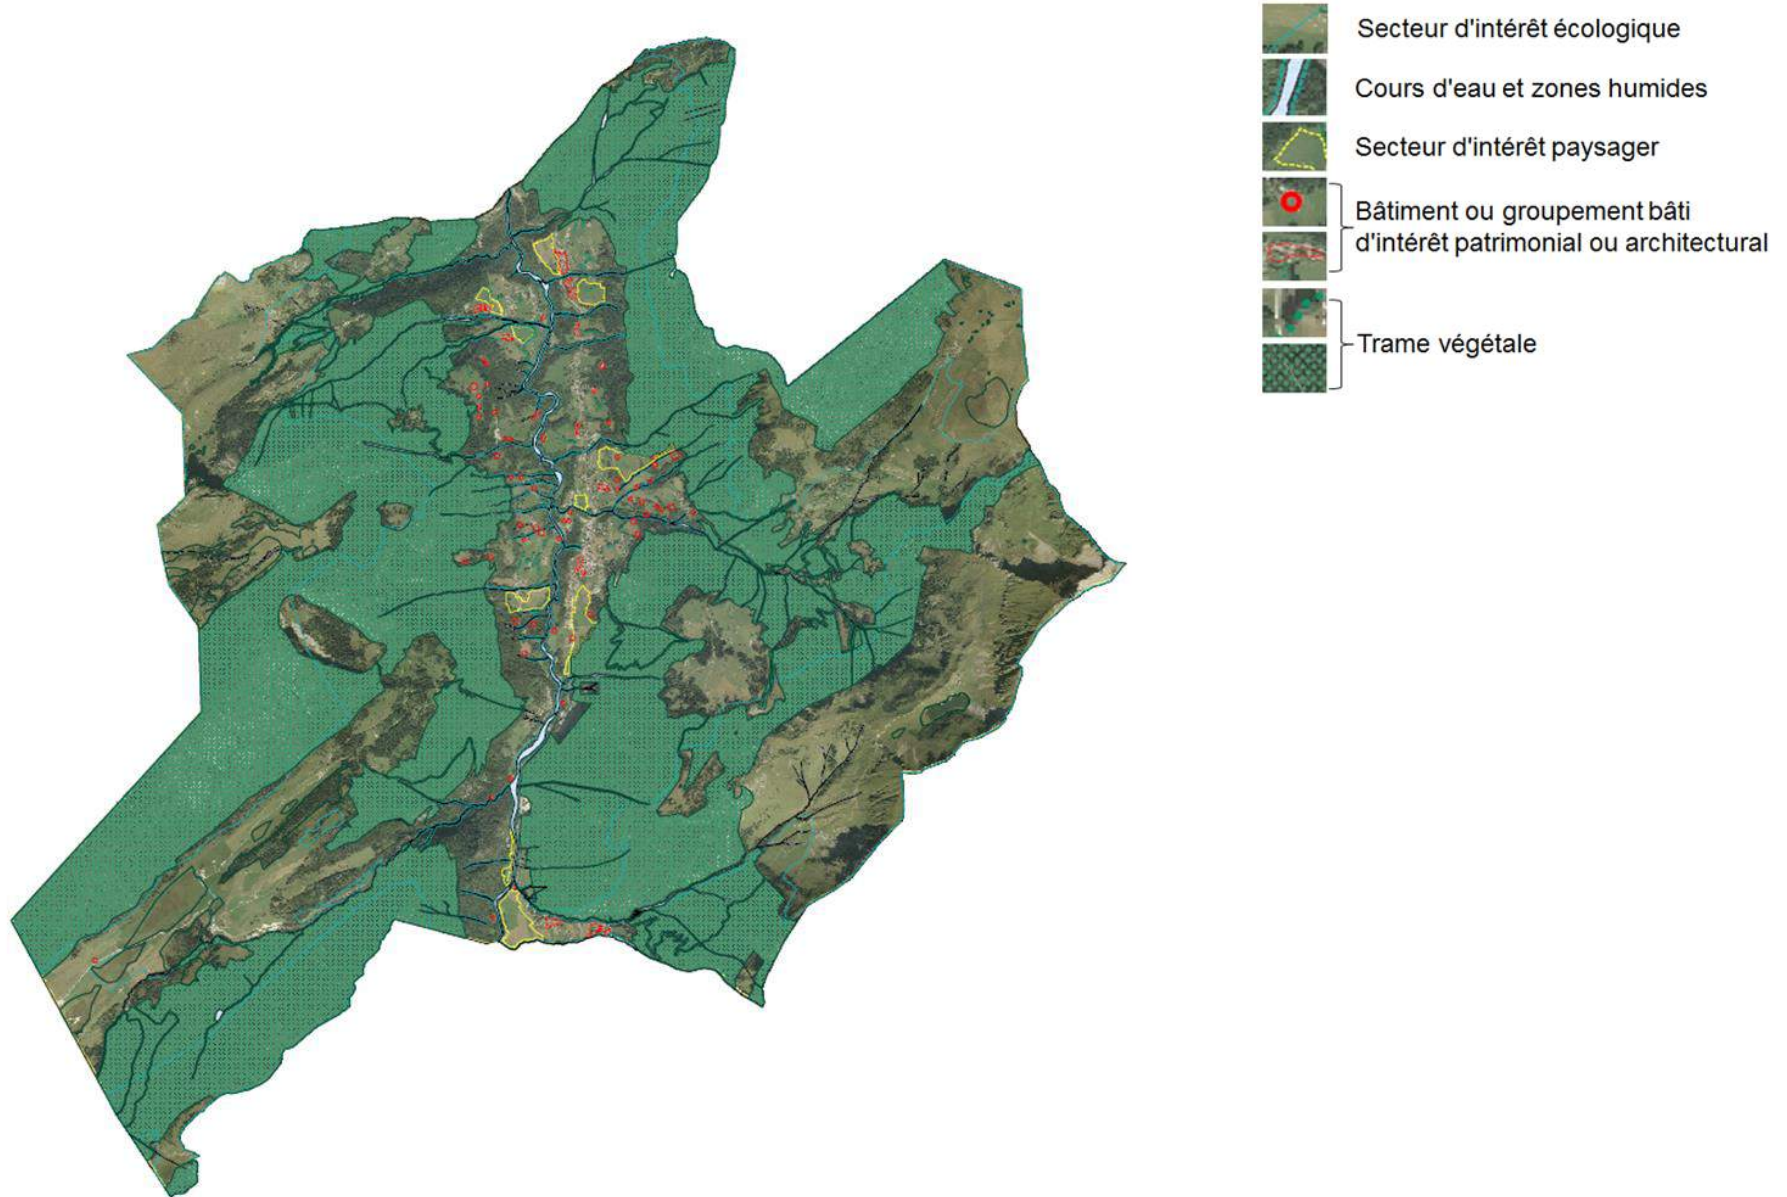 Secteur d'intérêt écologique
Cours d'eau et zones humides
Secteur d'intérêt paysager
Bâtiment ou groupement bâti
d'intérêt patrimonial ou architectural
Trame végétale